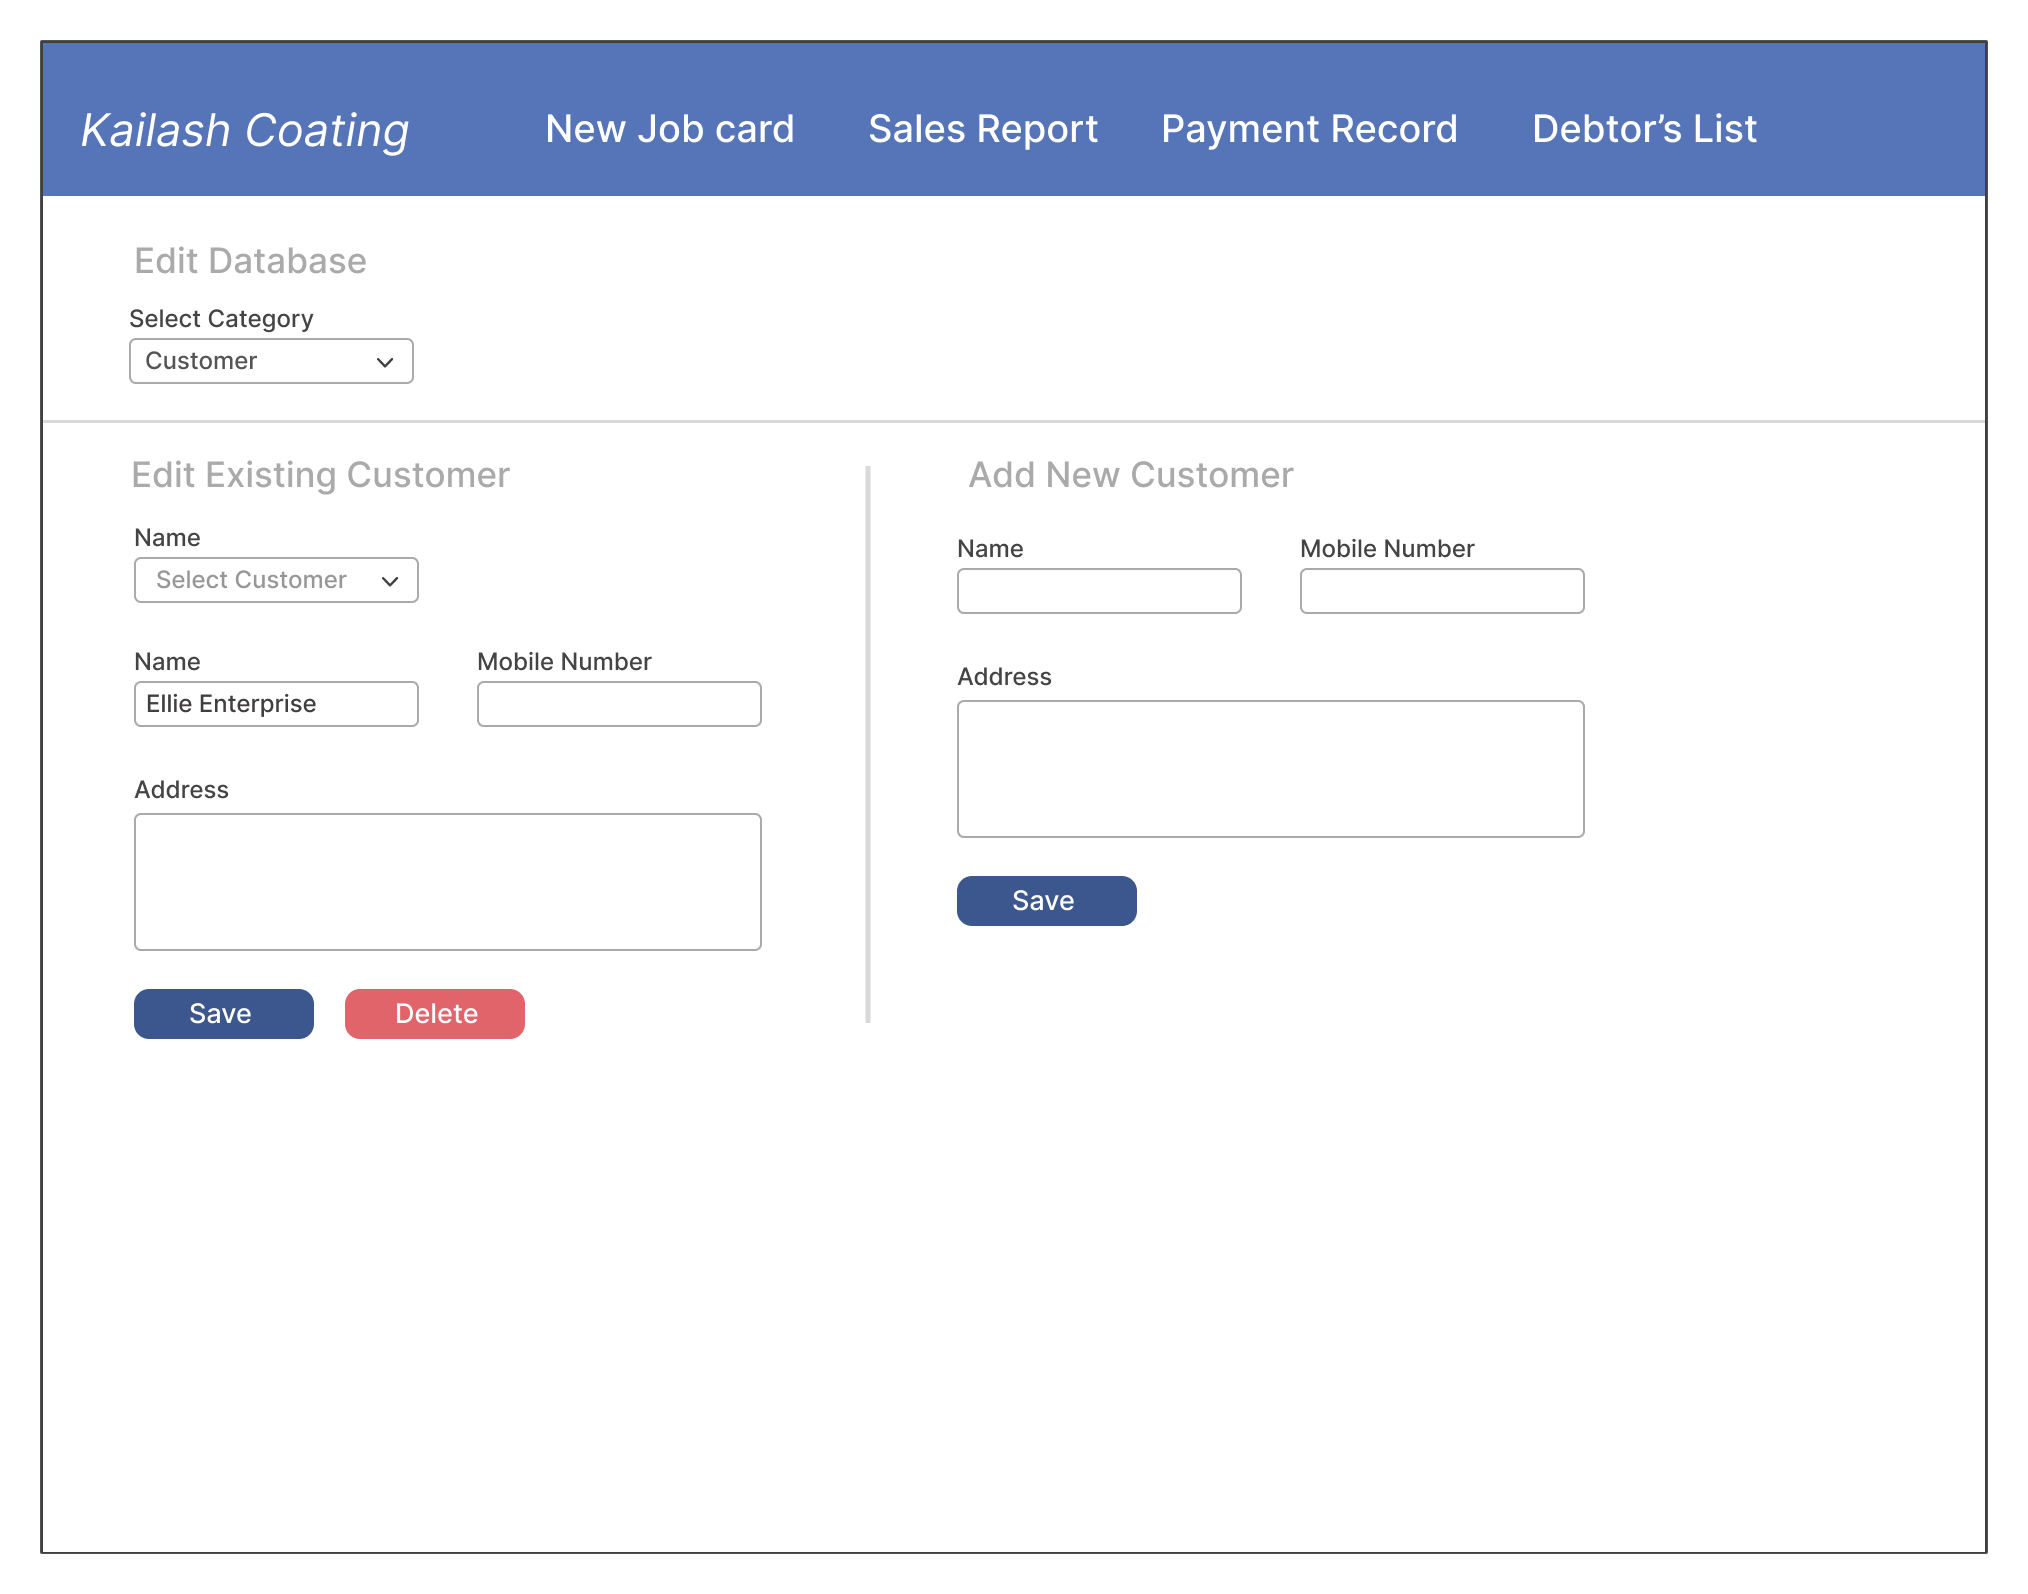 Kailash Coating New Job card Sales Report Payment Record Debtor’s List
Edit Database
Select Category
Customer
Edit Existing Customer
Name
Select Customer
Name Mobile Number
Ellie Enterprise
Address
Save Delete
Add New Customer
Name Mobile Number
Address
Save